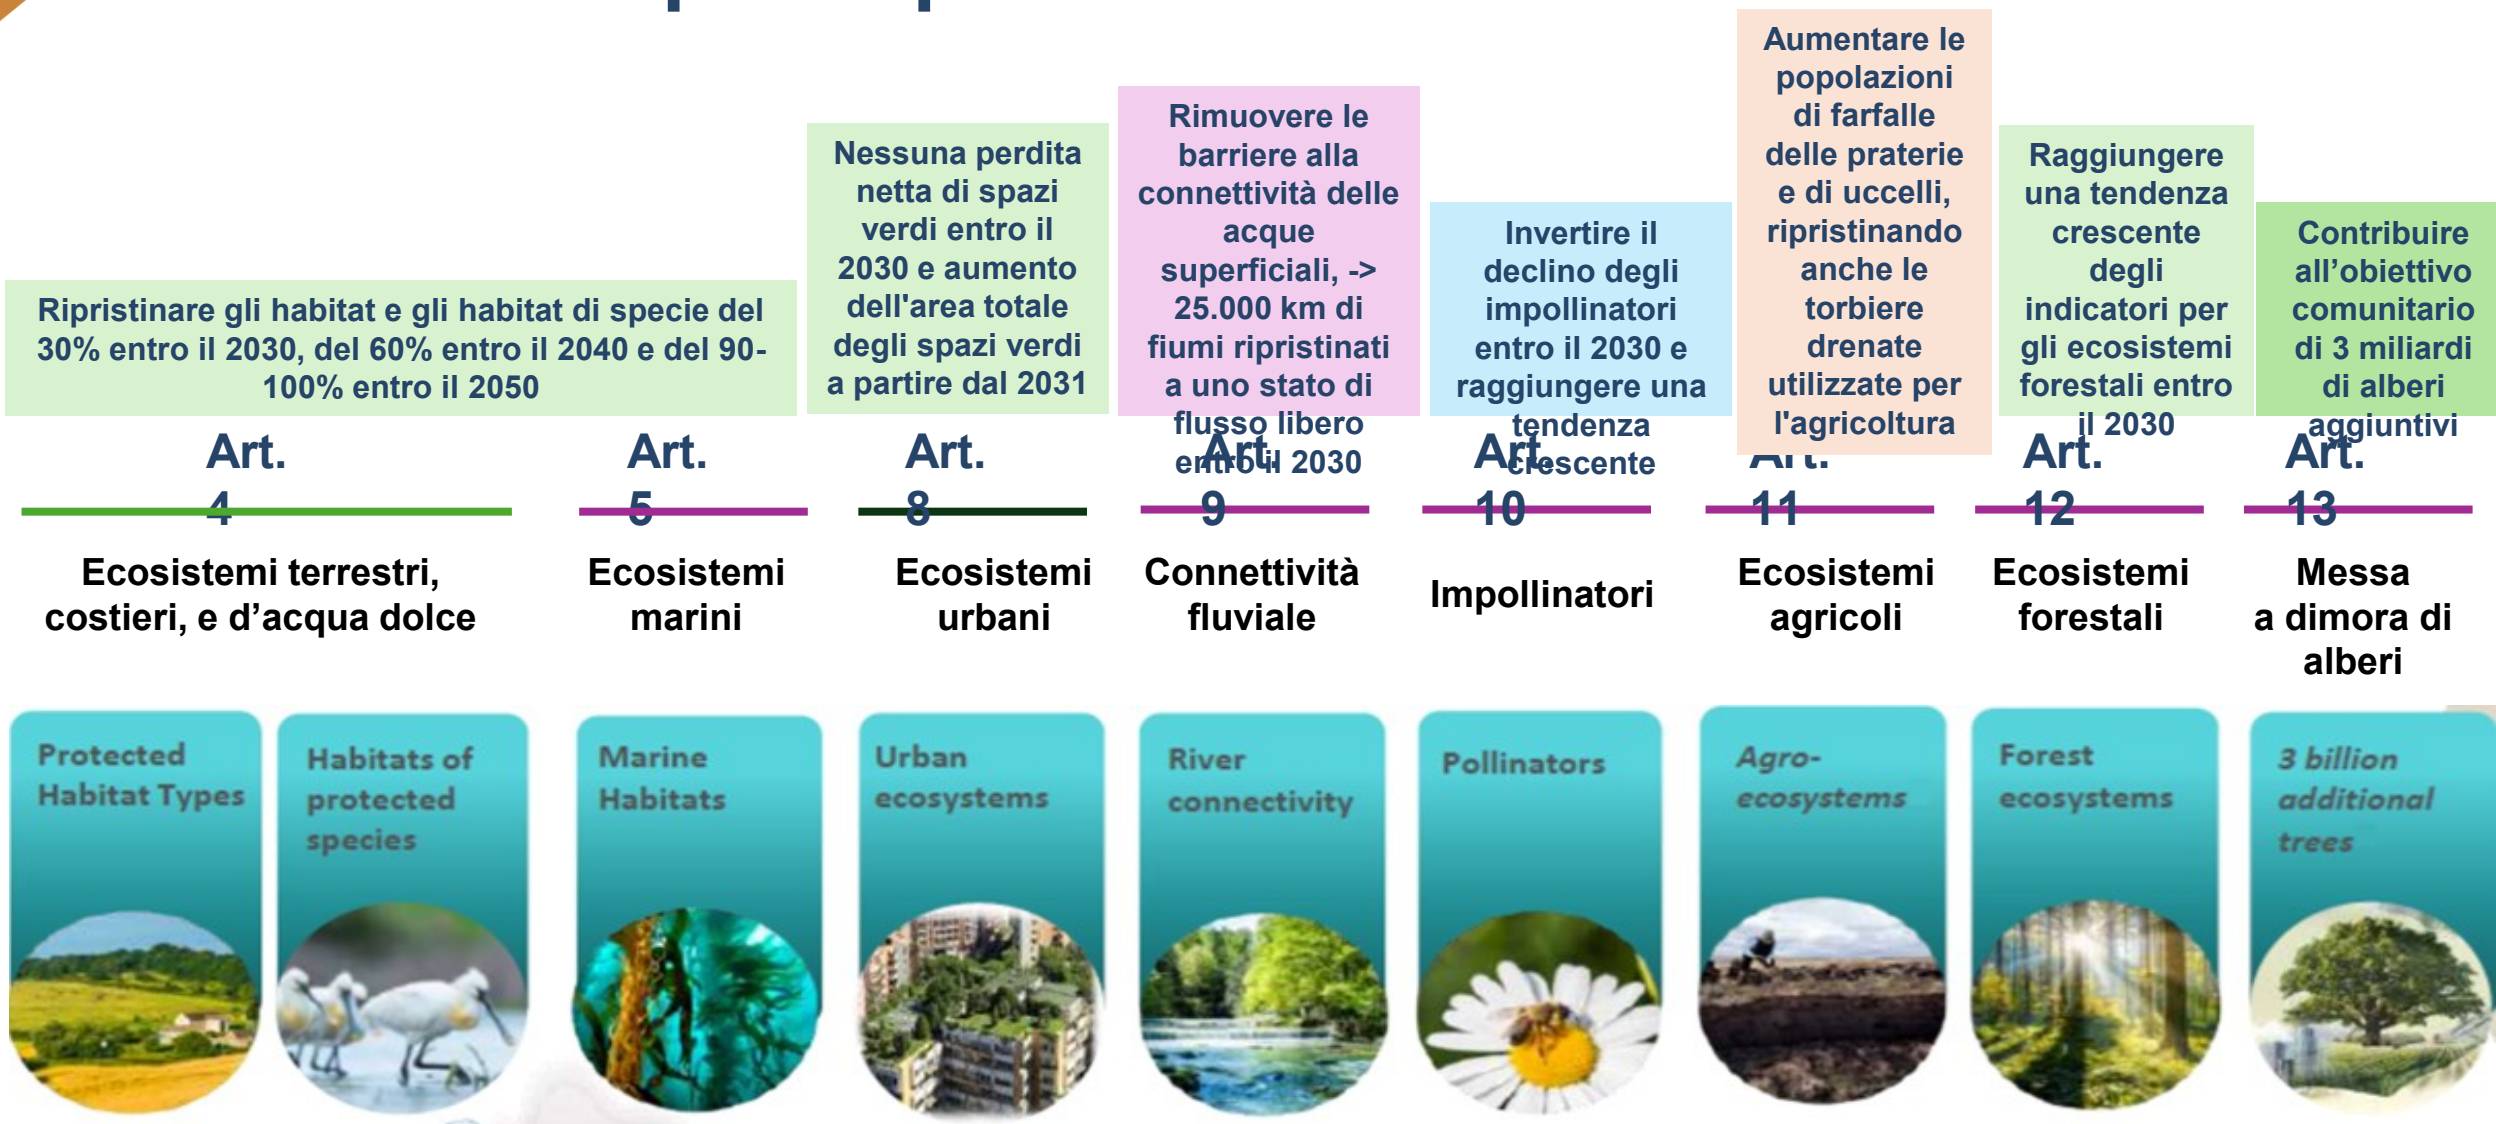 Ripristinare gli habitat e gli habitat di specie del
30% entro il 2030, del 60% entro il 2040 e del 90-
100% entro il 2050
Nessuna perdita
netta di spazi
verdi entro il
2030 e aumento
dell'area totale
degli spazi verdi
a partire dal 2031
Rimuovere le
barriere alla
connettività delle
acque
superficiali, ->
25.000 km di
fiumi ripristinati
a uno stato di
flusso libero
entro il 2030
Invertire il
declino degli
impollinatori
entro il 2030 e
raggiungere una
tendenza
crescente
Aumentare le
popolazioni
di farfalle
delle praterie
e di uccelli,
ripristinando
anche le
torbiere
drenate
utilizzate per
l'agricoltura
Raggiungere
una tendenza
crescente
degli
indicatori per
gli ecosistemi
forestali entro
il 2030
Contribuire
all’obiettivo
comunitario
di 3 miliardi
di alberi
aggiuntivi
Art.
4
Art.
5
Art.
8
Art.
9
Art.
10
Art.
11
Art.
12
Art.
13
Ecosistemi terrestri,
costieri, e d’acqua dolce
Ecosistemi
marini
Ecosistemi
urbani
Connettività
fluviale
Impollinatori
Ecosistemi
agricoli
Ecosistemi
forestali
Messa
a dimora di
alberi
Protected
Habitat Types
Habitats of
protected
species
Marine
Habitats
Urban
ecosystems
River
connectivity
Pollinators
Agro-
ecosystems
Forest
ecosystems
3 billion
additional
trees